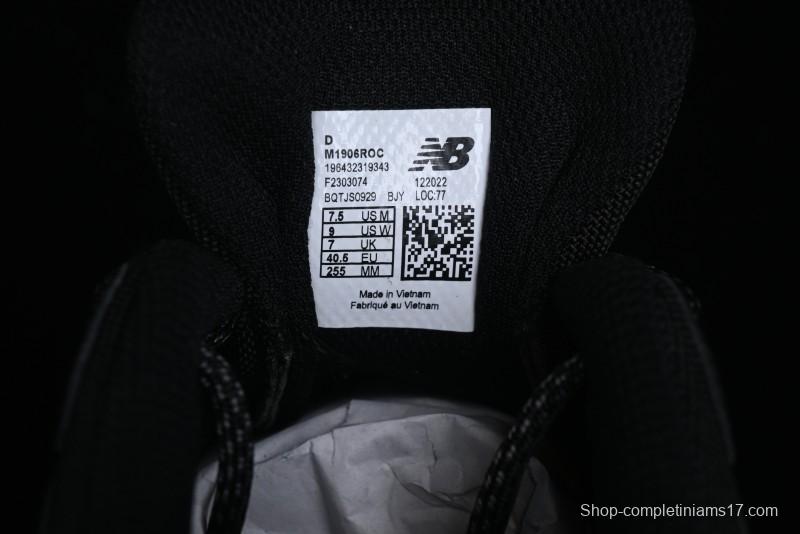 D
M1906ROC
196432319343
F2303074 122022
BQTJS0929 BJY LOC:77
NB
7.5 US M
9 US W
7 UK
40.5 EU
255 MM
Made in Vietnam
Fabriqué au Vietnam
Shop-completiniams17.com